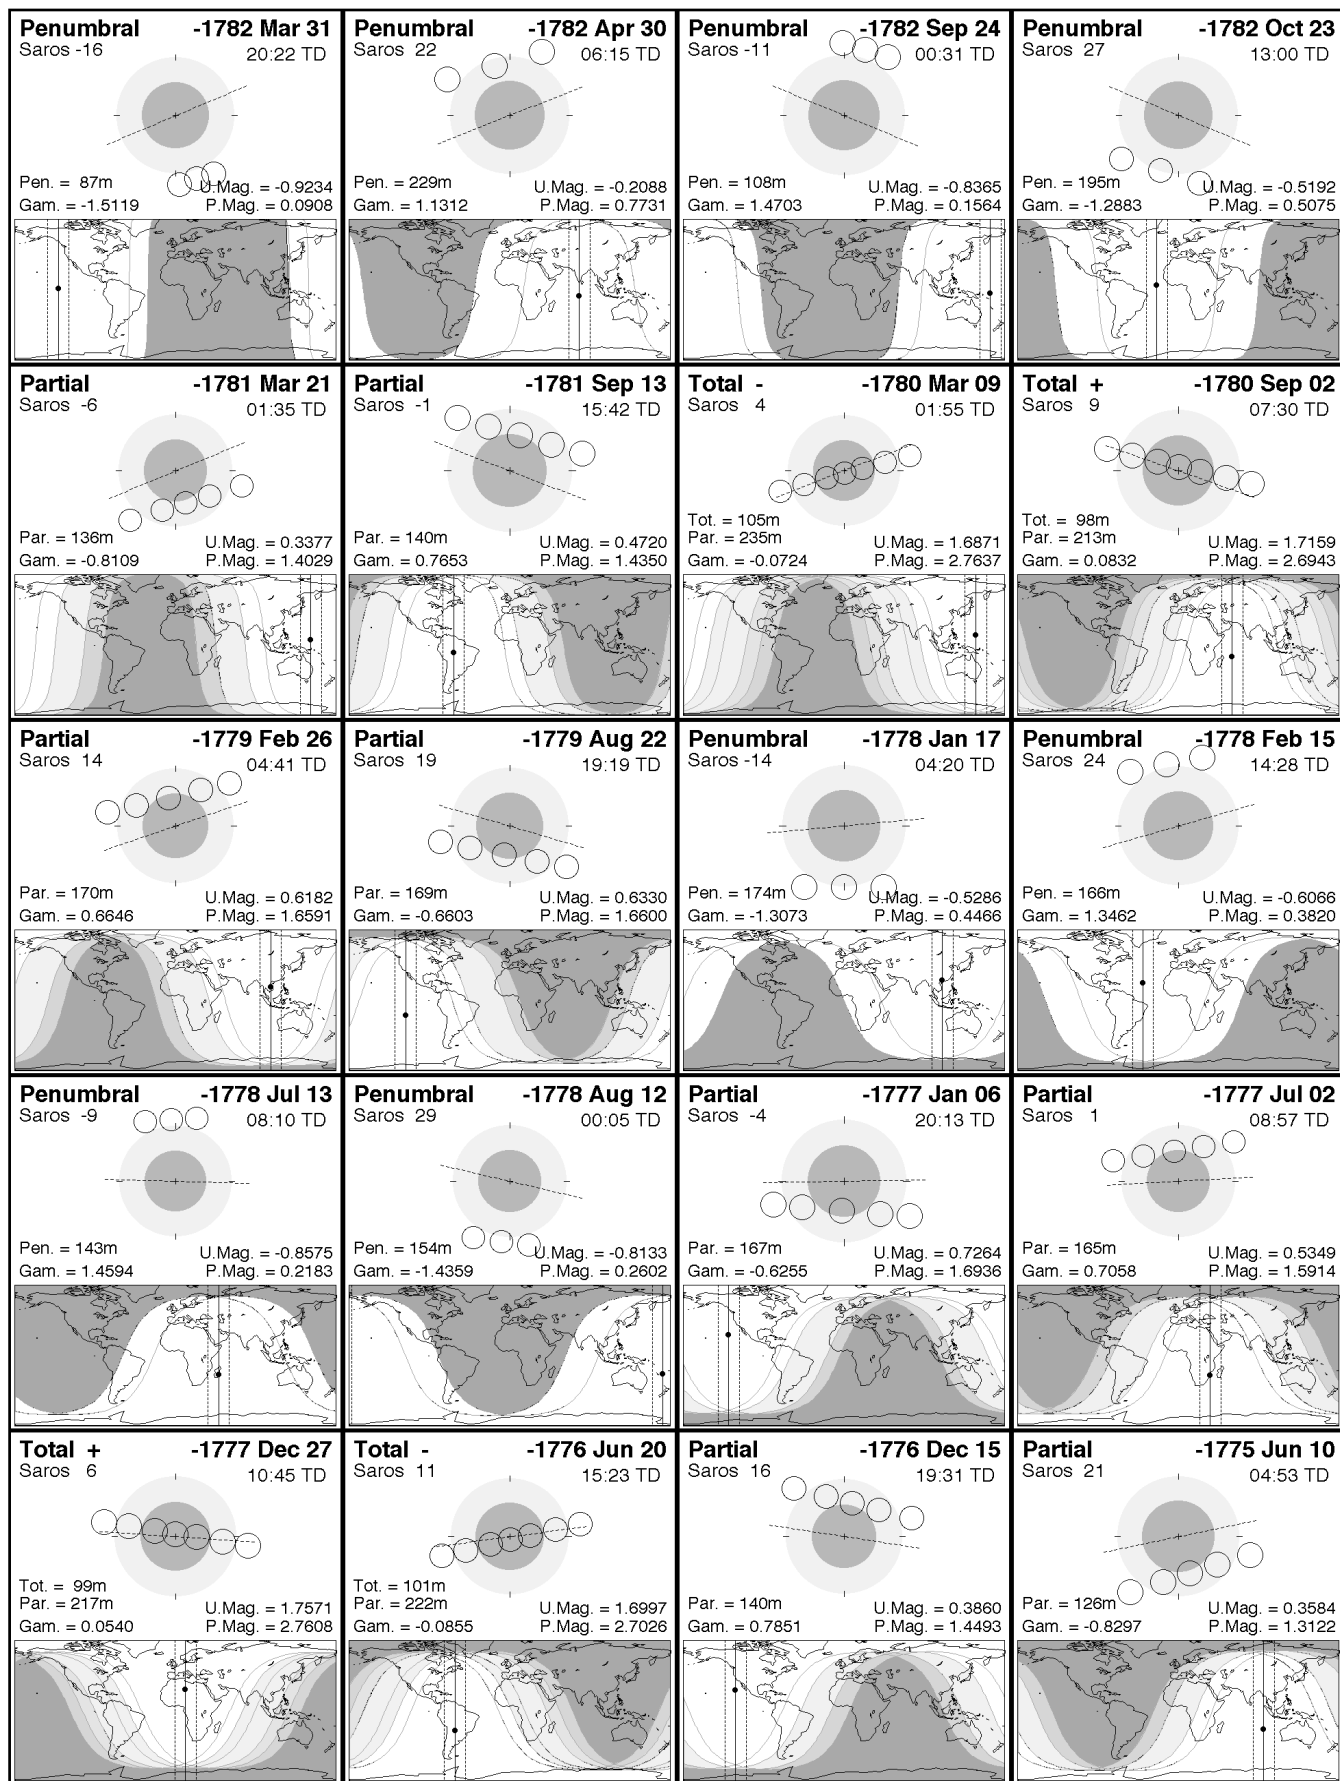 Penumbral -1782 Mar 31
Saros -16 20:22 TD
Pen. = 87m U.Mag. = -0.9234
Gam. = -1.5119 P.Mag. = 0.0908
Penumbral -1782 Apr 30
Saros 22 06:15 TD
Pen. = 229m U.Mag. = -0.2088
Gam. = 1.1312 P.Mag. = 0.7731
Penumbral -1782 Sep 24
Saros -11 00:31 TD
Pen. = 108m U.Mag. = -0.8365
Gam. = 1.4703 P.Mag. = 0.1564
Penumbral -1782 Oct 23
Saros 27 13:00 TD
Pen. = 195m U.Mag. = -0.5192
Gam. = -1.2883 P.Mag. = 0.5075
Partial -1781 Mar 21
Saros -6 01:35 TD
Par. = 136m U.Mag. = 0.3377
Gam. = -0.8109 P.Mag. = 1.4029
Partial -1781 Sep 13
Saros -1 15:42 TD
Par. = 140m U.Mag. = 0.4720
Gam. = 0.7653 P.Mag. = 1.4350
Total - -1780 Mar 09
Saros 4 01:55 TD
Tot. = 105m
Par. = 235m U.Mag. = 1.6871
Gam. = -0.0724 P.Mag. = 2.7637
Total + -1780 Sep 02
Saros 9 07:30 TD
Tot. = 98m
Par. = 213m U.Mag. = 1.7159
Gam. = 0.0832 P.Mag. = 2.6943
Partial -1779 Feb 26
Saros 14 04:41 TD
Par. = 170m U.Mag. = 0.6182
Gam. = 0.6646 P.Mag. = 1.6591
Partial -1779 Aug 22
Saros 19 19:19 TD
Par. = 169m U.Mag. = 0.6330
Gam. = -0.6603 P.Mag. = 1.6600
Penumbral -1778 Jan 17
Saros -14 04:20 TD
Pen. = 174m U.Mag. = -0.5286
Gam. = -1.3073 P.Mag. = 0.4466
Penumbral -1778 Feb 15
Saros 24 14:28 TD
Pen. = 166m U.Mag. = -0.6066
Gam. = 1.3462 P.Mag. = 0.3820
Penumbral -1778 Jul 13
Saros -9 08:10 TD
Pen. = 143m U.Mag. = -0.8575
Gam. = 1.4594 P.Mag. = 0.2183
Penumbral -1778 Aug 12
Saros 29 00:05 TD
Pen. = 154m U.Mag. = -0.8133
Gam. = -1.4359 P.Mag. = 0.2602
Partial -1777 Jan 06
Saros -4 20:13 TD
Par. = 167m U.Mag. = 0.7264
Gam. = -0.6255 P.Mag. = 1.6936
Partial -1777 Jul 02
Saros 1 08:57 TD
Par. = 165m U.Mag. = 0.5349
Gam. = 0.7058 P.Mag. = 1.5914
Total + -1777 Dec 27
Saros 6 10:45 TD
Tot. = 99m
Par. = 217m U.Mag. = 1.7571
Gam. = 0.0540 P.Mag. = 2.7608
Total - -1776 Jun 20
Saros 11 15:23 TD
Tot. = 101m
Par. = 222m U.Mag. = 1.6997
Gam. = -0.0855 P.Mag. = 2.7026
Partial -1776 Dec 15
Saros 16 19:31 TD
Par. = 140m U.Mag. = 0.3860
Gam. = 0.7851 P.Mag. = 1.4493
Partial -1775 Jun 10
Saros 21 04:53 TD
Par. = 126m U.Mag. = 0.3584
Gam. = -0.8297 P.Mag. = 1.3122